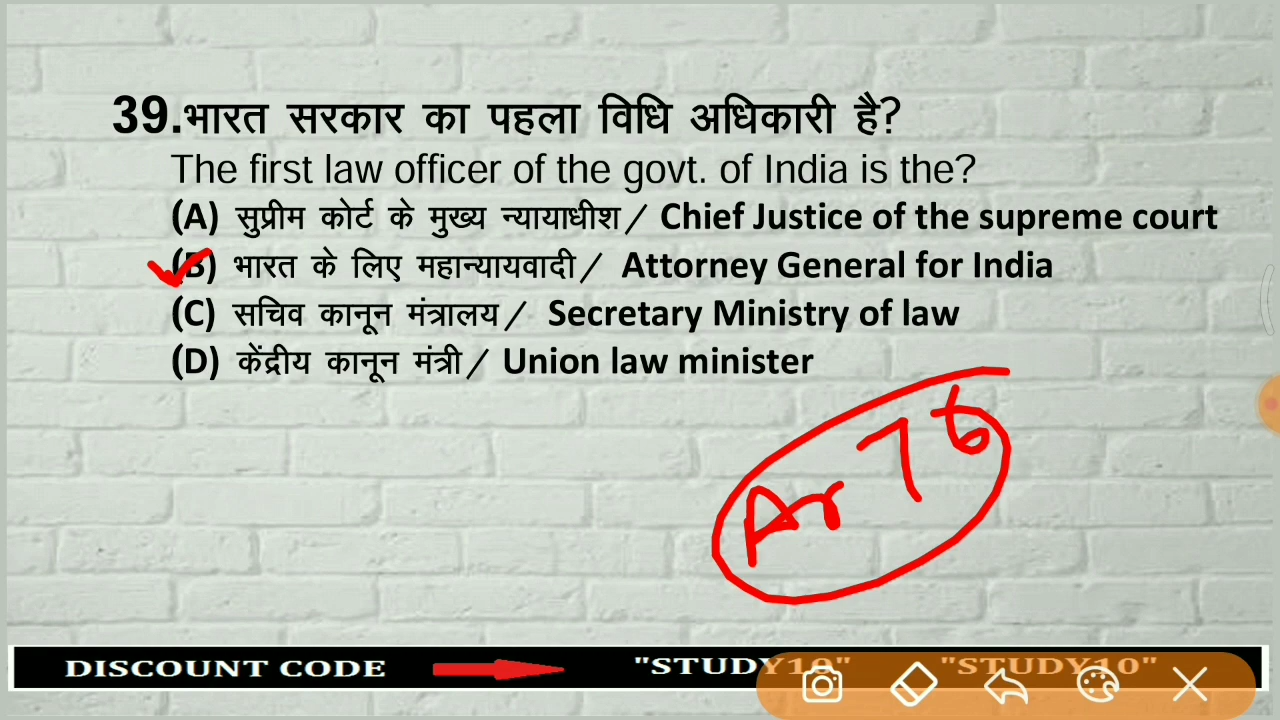 39.भारत सरकार का पहला विधि अधिकारी है?
The first law officer of the govt. of India is the?
(A) सुप्रीम कोर्ट के मुख्य न्यायाधीश/ Chief Justice of the supreme court
(B) भारत के लिए महान्यायवादी/ Attorney General for India
(C) सचिव कानून मंत्रालय/ Secretary Ministry of law
(D) केंद्रीय कानून मंत्री/ Union law minister
Ar 76
DISCOUNT CODE "STUDY10" "STUDY10"